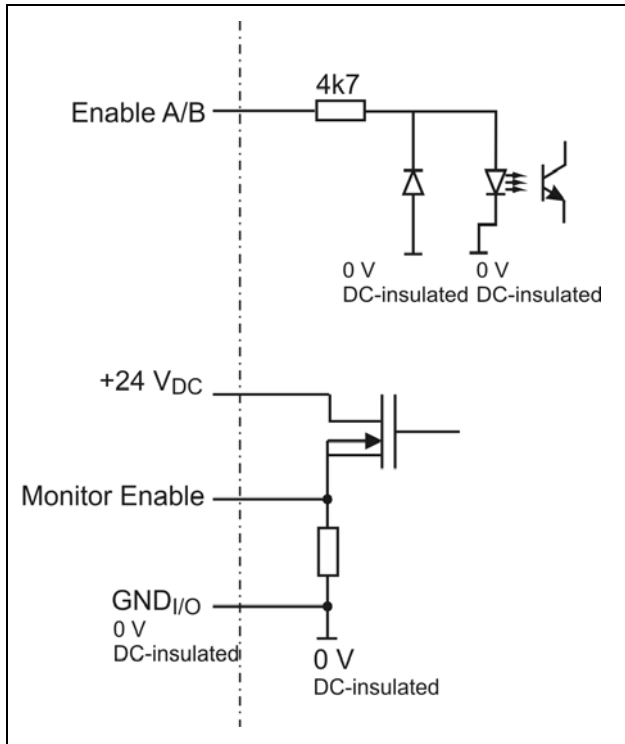 4k7
Enable A/B
0 V
DC-insulated
0 V
DC-insulated
+24 VDC
Monitor Enable
GNDI/O
0 V
DC-insulated
0 V
DC-insulated